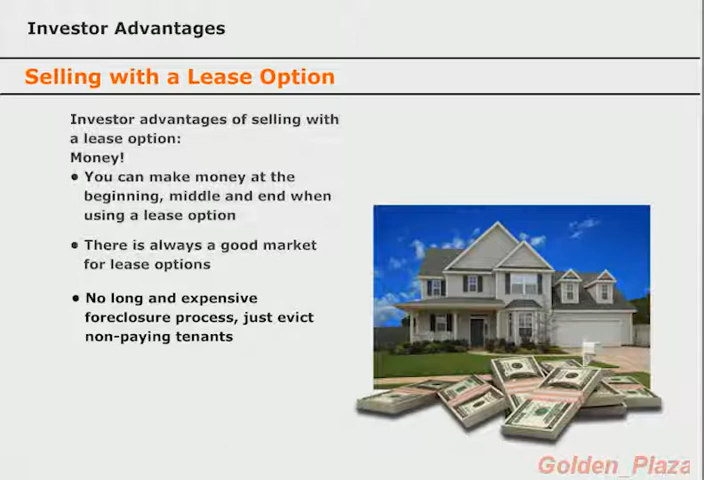 Investor Advantages
Selling with a Lease Option
Investor advantages of selling with
a lease option:
Money!
• You can make money at the
beginning, middle and end when
using a lease option
• There is always a good market
for lease options
• No long and expensive
foreclosure process, just evict
non-paying tenants
Golden_Plaza